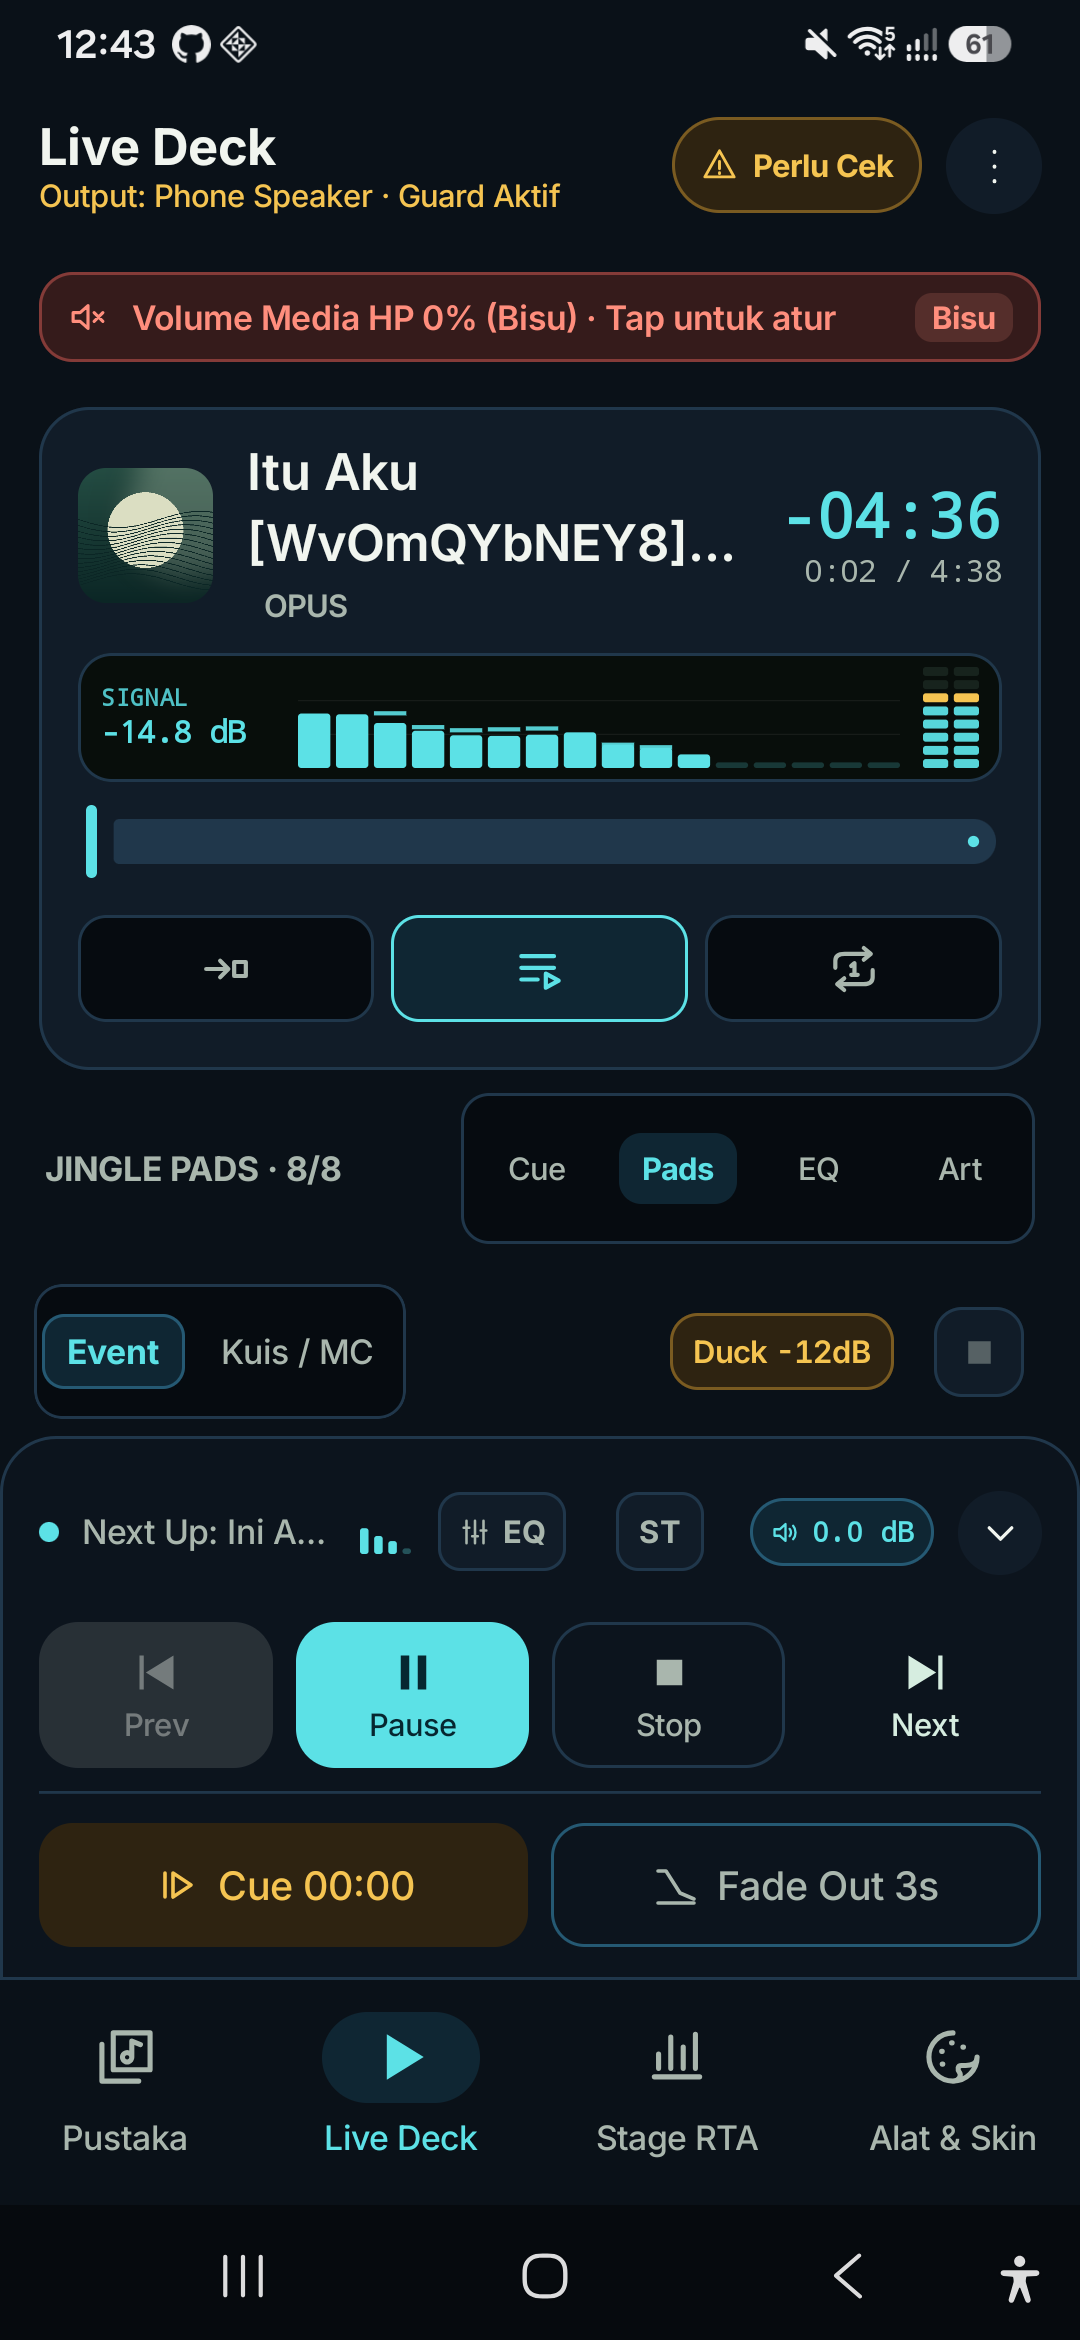 12:43
5
61
Live Deck
Output: Phone Speaker · Guard Aktif
Perlu Cek
Volume Media HP 0% (Bisu) · Tap untuk atur
Bisu
Itu Aku
[WvOmQYbNEY8]...
OPUS
-04:36
0:02 / 4:38
SIGNAL
-14.8 dB
1
JINGLE PADS · 8/8
Cue
Pads
EQ
Art
Event
Kuis / MC
Duck -12dB
Next Up: Ini A...
EQ
ST
0.0 dB
Prev
Pause
Stop
Next
Cue 00:00
Fade Out 3s
Pustaka
Live Deck
Stage RTA
Alat & Skin